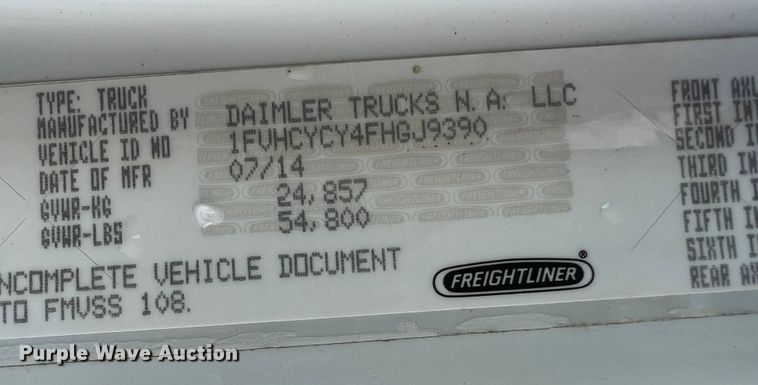 TYPE: TRUCK
MANUFACTURED BY DAIMLER TRUCKS N.A. LLC
VEHICLE ID NO 1FVHCYCY4FHGJ9390
DATE OF MFR 07/14
GVWR-KG 24,857
GVWR-LBS 54,800
NCOMPLETE VEHICLE DOCUMENT
TO FMVSS 108.
FREIGHTLINER
FRONT AXL
FIRST INT
SECOND IN
THIRD IN
FOURTH I
FIFTH IN
SIXTH I
REAR AX
Purple Wave Auction